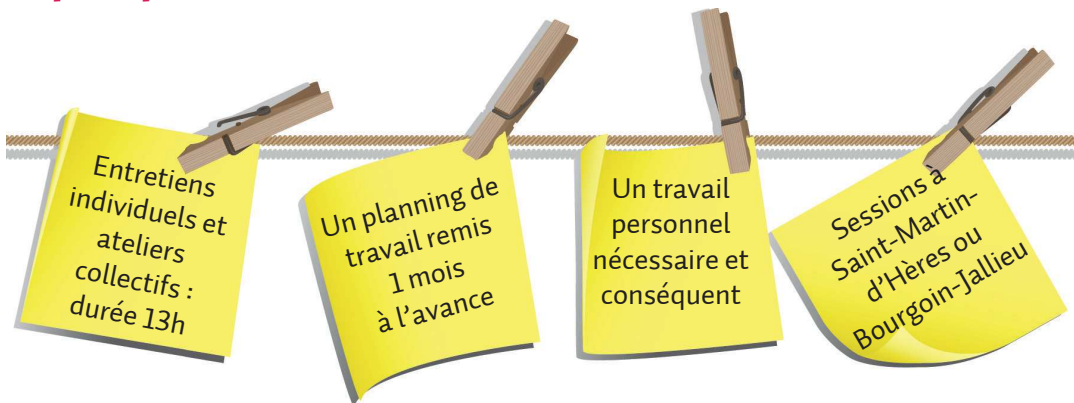 Entretiens
individuels et
ateliers
collectifs :
durée 13h
Un planning de
travail remis
1 mois
à l'avance
Un travail
personnel
nécessaire et
conséquent
Sessions à
Saint-Martin-
d'Hères ou
Bourgoin-Jallieu